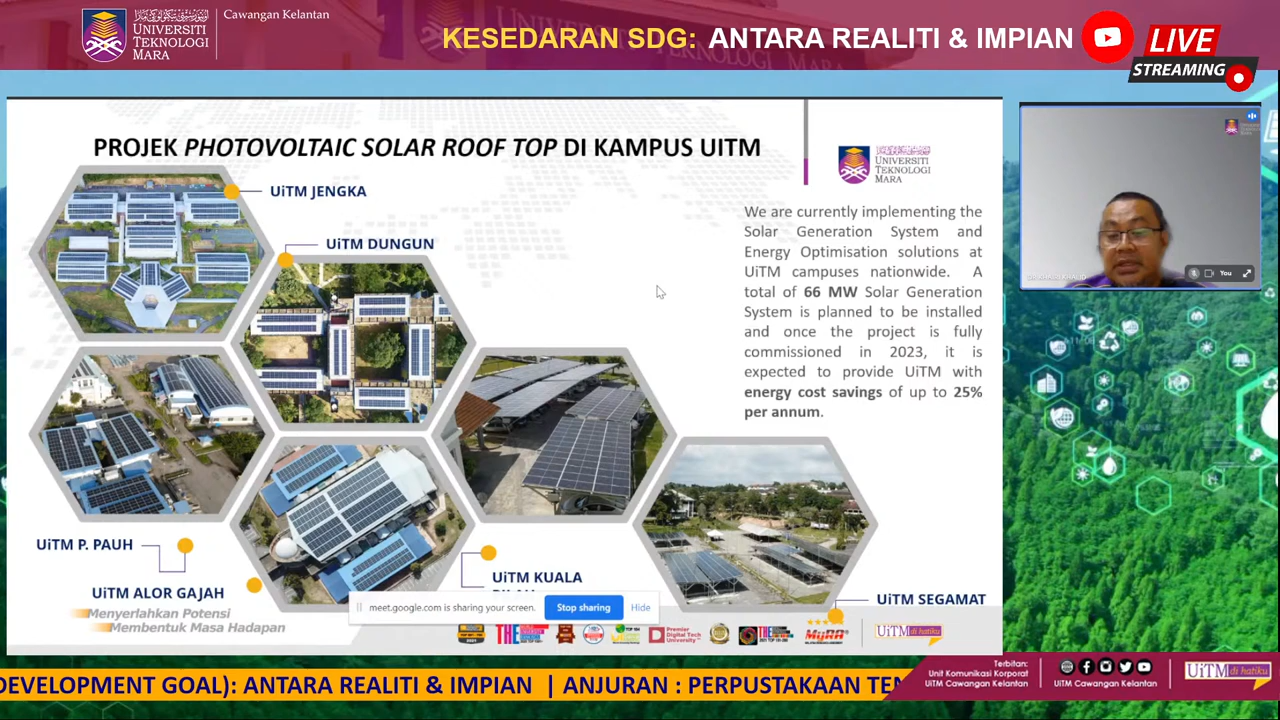 UNIVERSITI
TEKNOLOGI
MARA
Cawangan Kelantan
KESEDARAN SDG: ANTARA REALITI & IMPIAN
LIVE
STREAMING
PROJEK PHOTOVOLTAIC SOLAR ROOF TOP DI KAMPUS UITM
UNIVERSITI
TEKNOLOGI
MARA
UiTM JENGKA
UiTM DUNGUN
We are currently implementing the
Solar Generation System and
Energy Optimisation solutions at
UiTM campuses nationwide. A
total of 66 MW Solar Generation
System is planned to be installed
and once the project is fully
commissioned in 2023, it is
expected to provide UiTM with
energy cost savings of up to 25%
per annum.
You
UiTM P. PAUH
UiTM ALOR GAJAH
UiTM KUALA
UiTM SEGAMAT
Menyerlahkan Potensi
Membentuk Masa Hadapan
meet.google.com is sharing your screen.
Stop sharing
Hide
Premier
Digital Tech
University
MyRA
UiTM di hatiku
DEVELOPMENT GOAL): ANTARA REALITI & IMPIAN | ANJURAN : PERPUSTAKAAN
Terbitan:
Unit Komunikasi Korporat
UiTM Cawangan Kelantan
UiTM Cawangan Kelantan
UiTM di hatiku